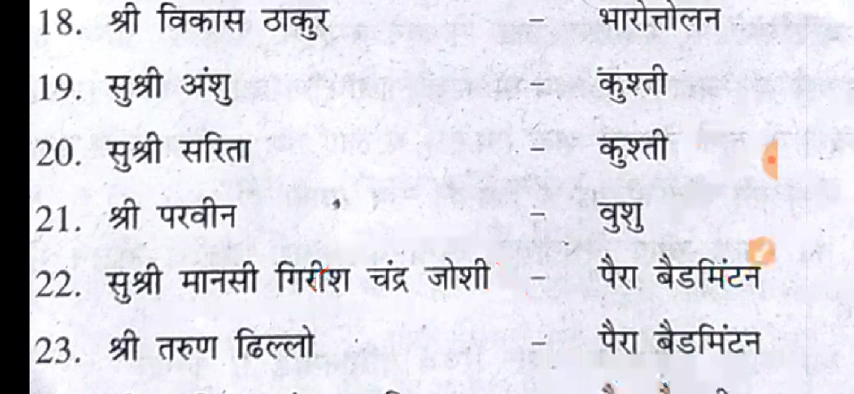 18. श्री विकास ठाकुर – भारोत्तोलन
19. सुश्री अंशु – कुश्ती
20. सुश्री सरिता – कुश्ती
21. श्री परवीन – वुशु
22. सुश्री मानसी गिरीश चंद्र जोशी – पैरा बैडमिंटन
23. श्री तरुण ढिल्लो – पैरा बैडमिंटन